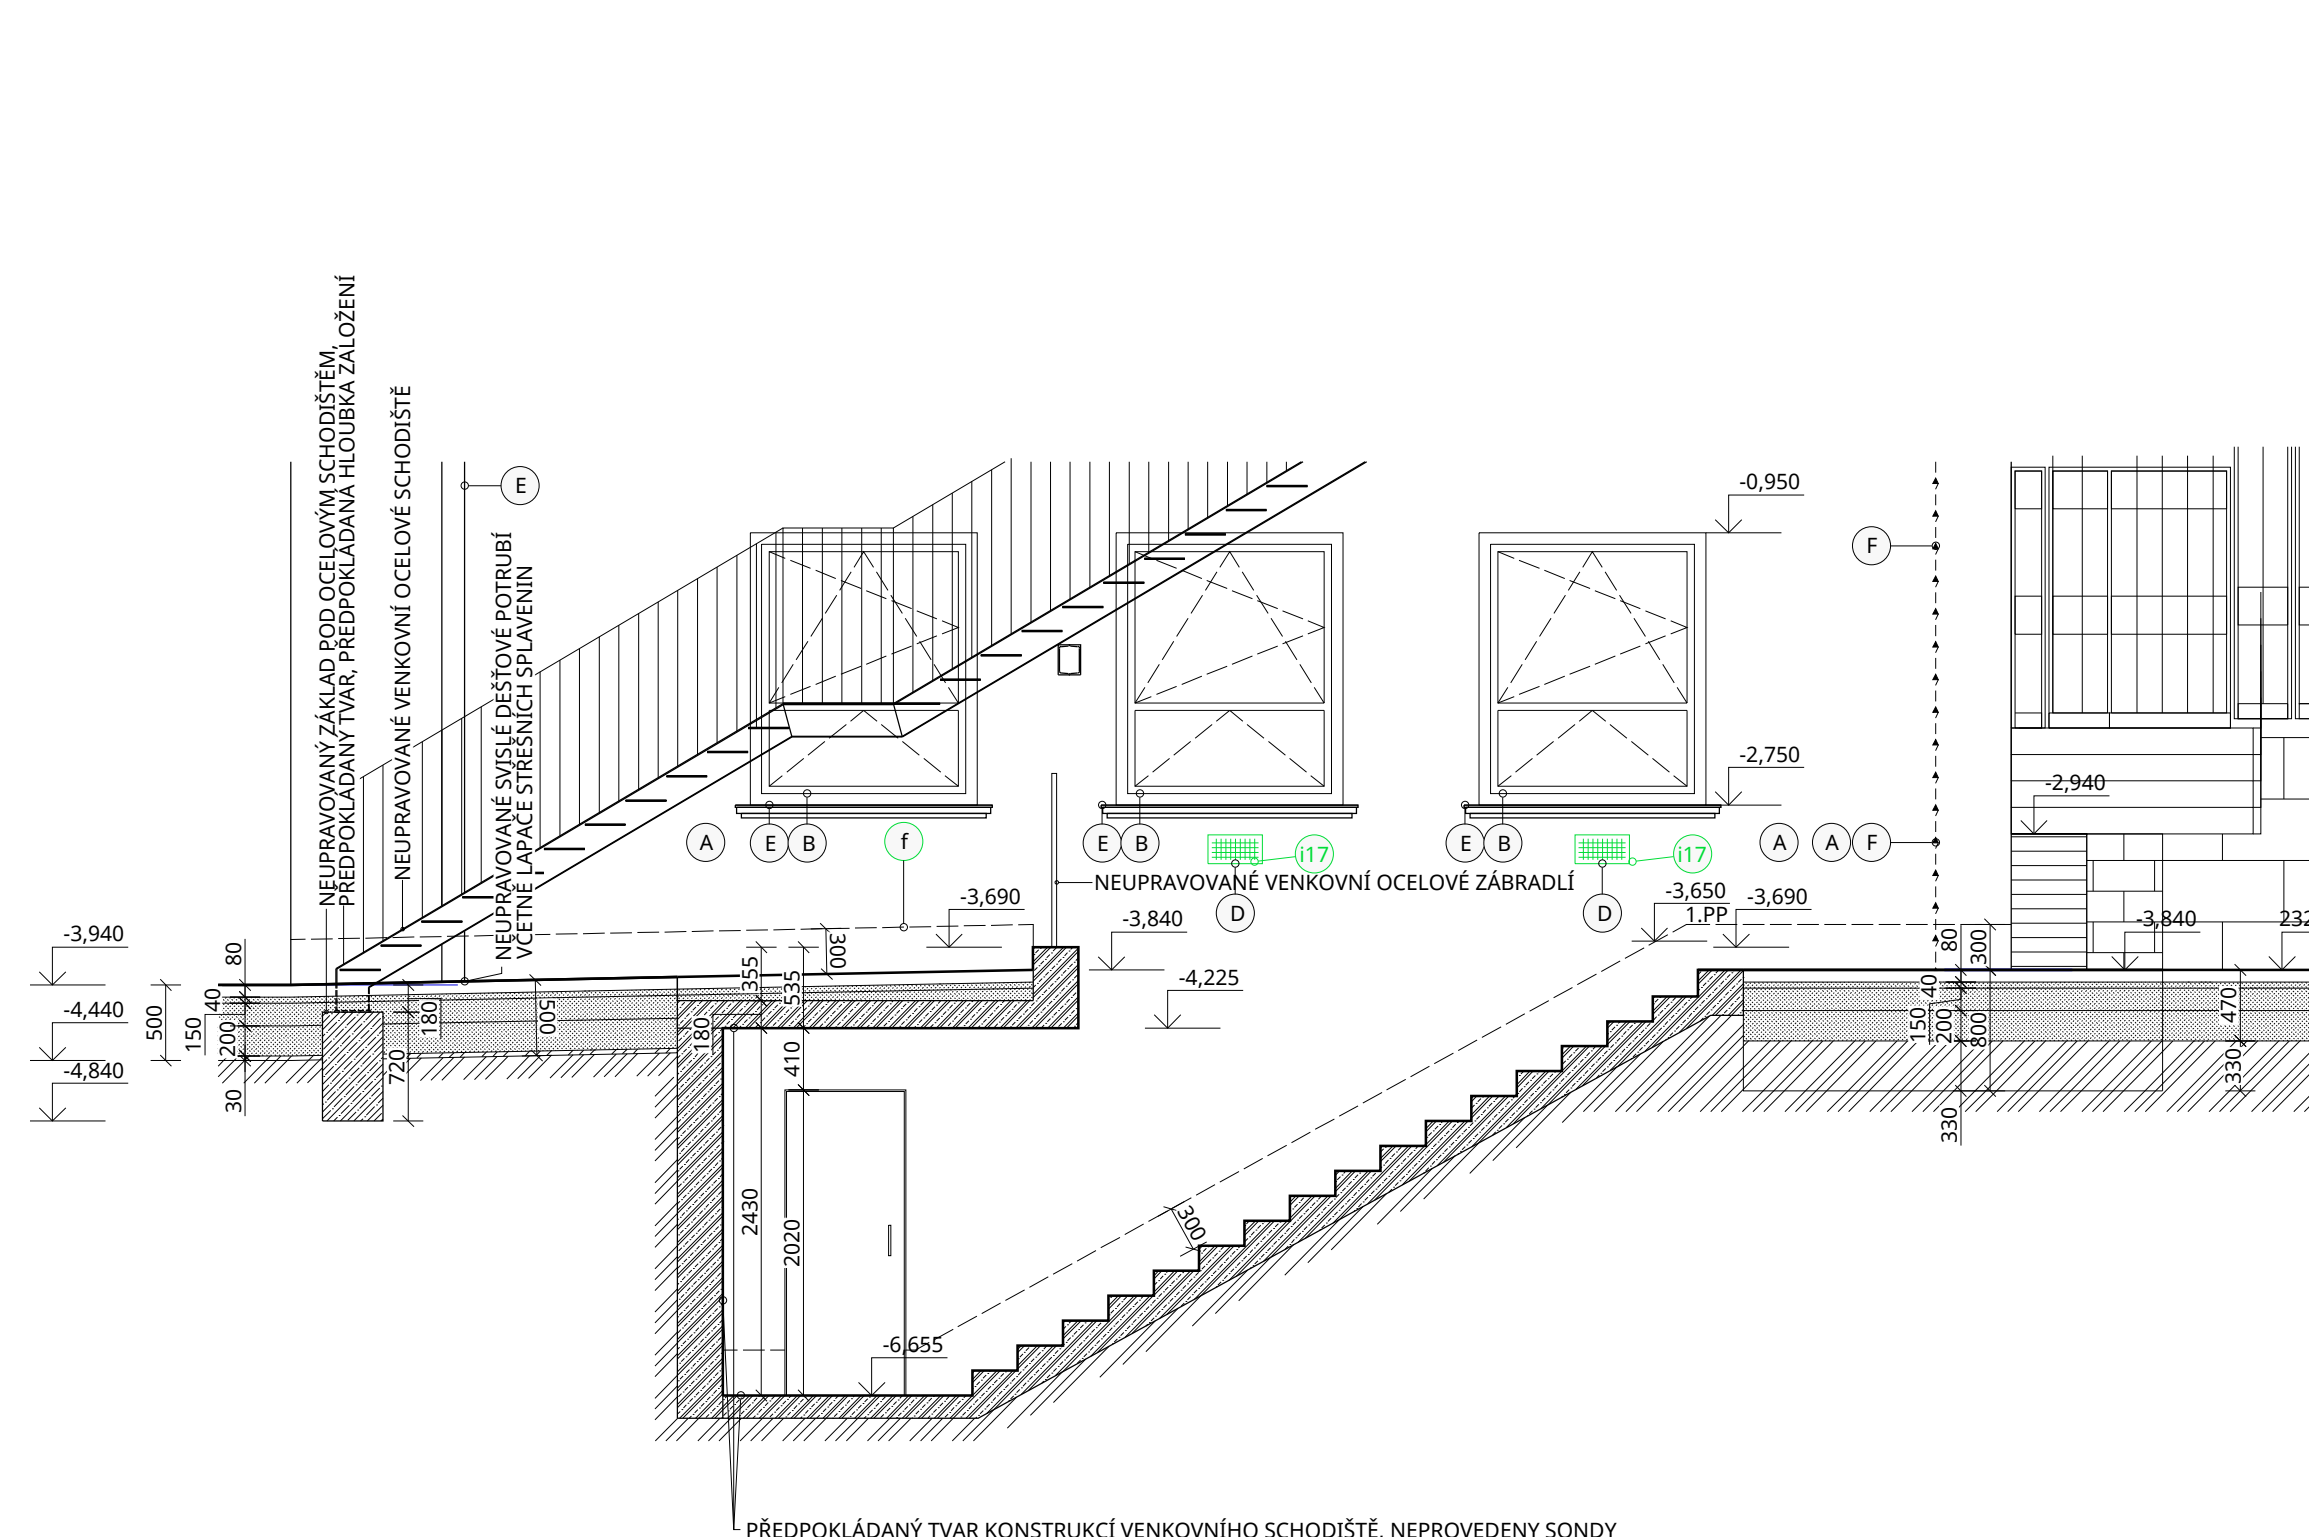 NEUPRAVOVANÝ ZÁKLAD POD OCELOVÝM SCHODIŠTĚM,
PŘEDPOKLÁDANÝ TVAR, PŘEDPOKLÁDANÁ HLOUBKA ZALOŽENÍ
NEUPRAVOVANÉ VENKOVNÍ OCELOVÉ SCHODIŠTĚ
NEUPRAVOVANÉ SVISLÉ DEŠŤOVÉ POTRUBÍ
VČETNĚ LAPAČE STŘEŠNÍCH SPLAVENIN
E
-0,950
F
-2,750
-2,940
A
E
B
f
E
B
i17
E
B
i17
A
A
F
NEUPRAVOVANÉ VENKOVNÍ OCELOVÉ ZÁBRADLÍ
D
D
-3,690
-3,840
-4,225
-3,650
1.PP
-3,690
-3,840
232
-3,940
-4,440
-4,840
80
40
500
150
200
30
180
720
500
180
355
535
300
410
2430
2020
-6,655
300
80
300
40
150
200
800
330
470
330
PŘEDPOKLÁDANÝ TVAR KONSTRUKCÍ VENKOVNÍHO SCHODIŠTĚ, NEPROVEDENY SONDY